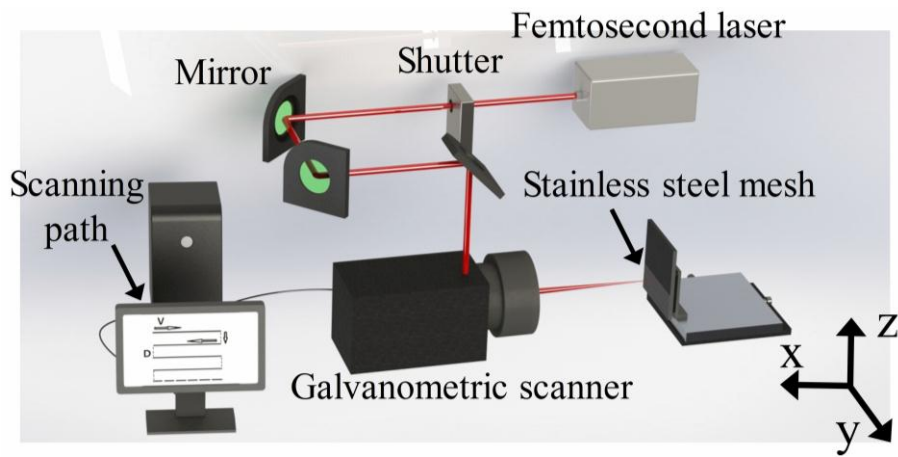 Femtosecond laser
Shutter
Mirror
Stainless steel mesh
Scanning
path
V
D
Galvanometric scanner
z
x
y